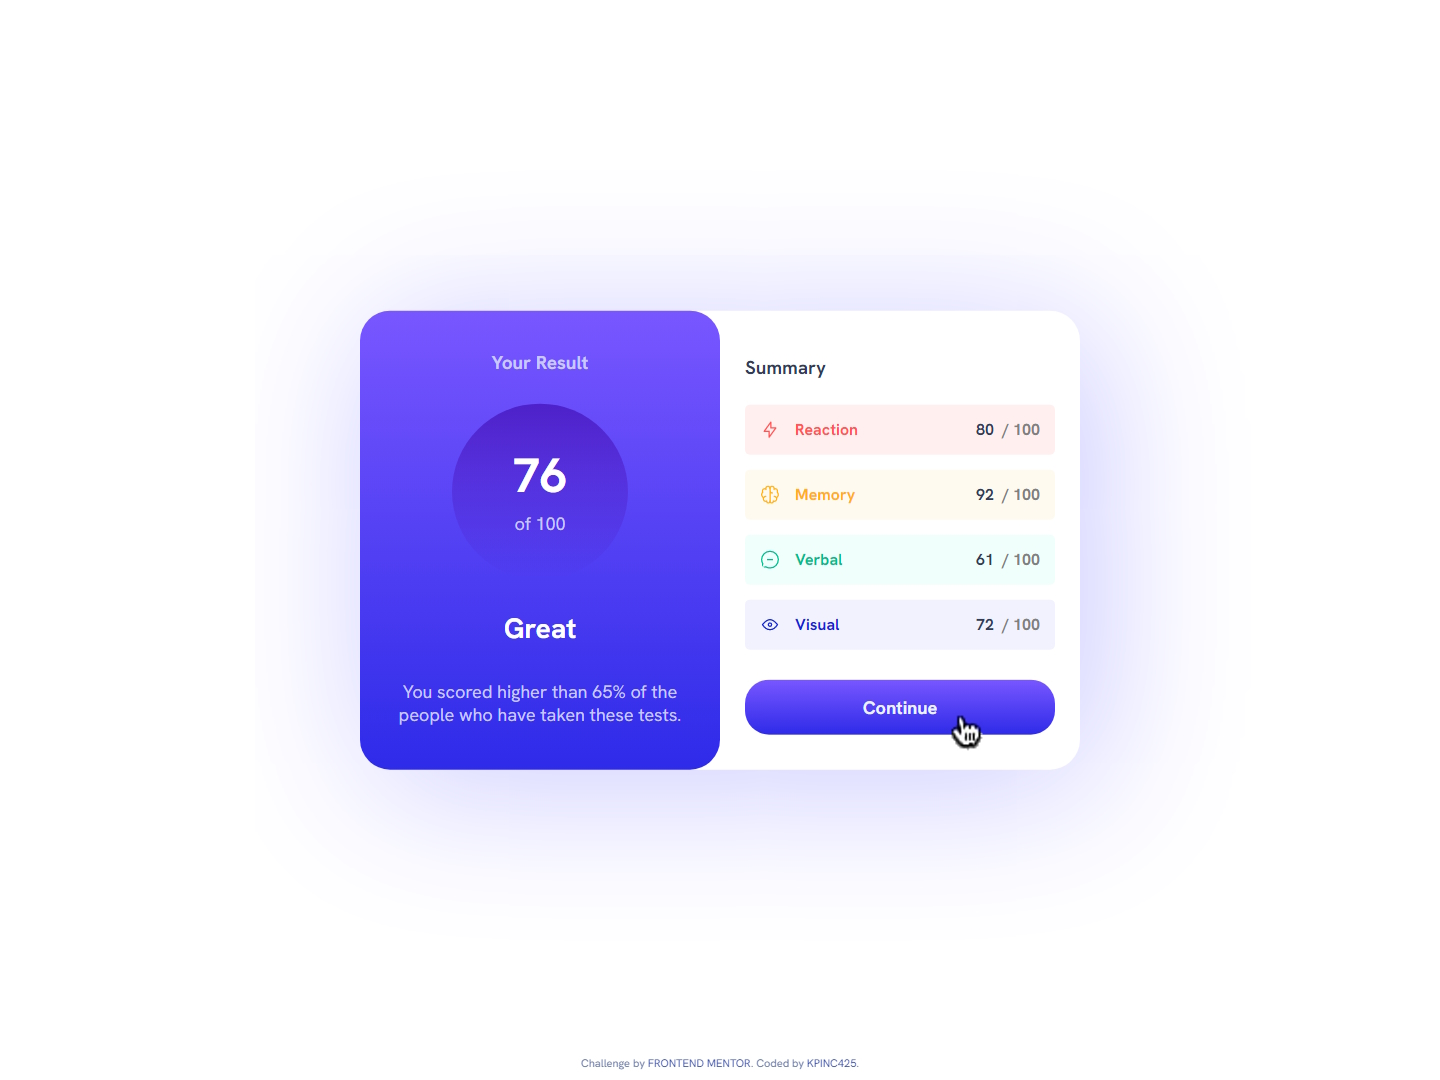 Your Result
76
of 100
Great
You scored higher than 65% of the
people who have taken these tests.
Summary
Reaction 80 / 100
Memory 92 / 100
Verbal 61 / 100
Visual 72 / 100
Continue
Challenge by FRONTEND MENTOR. Coded by KPINC425.